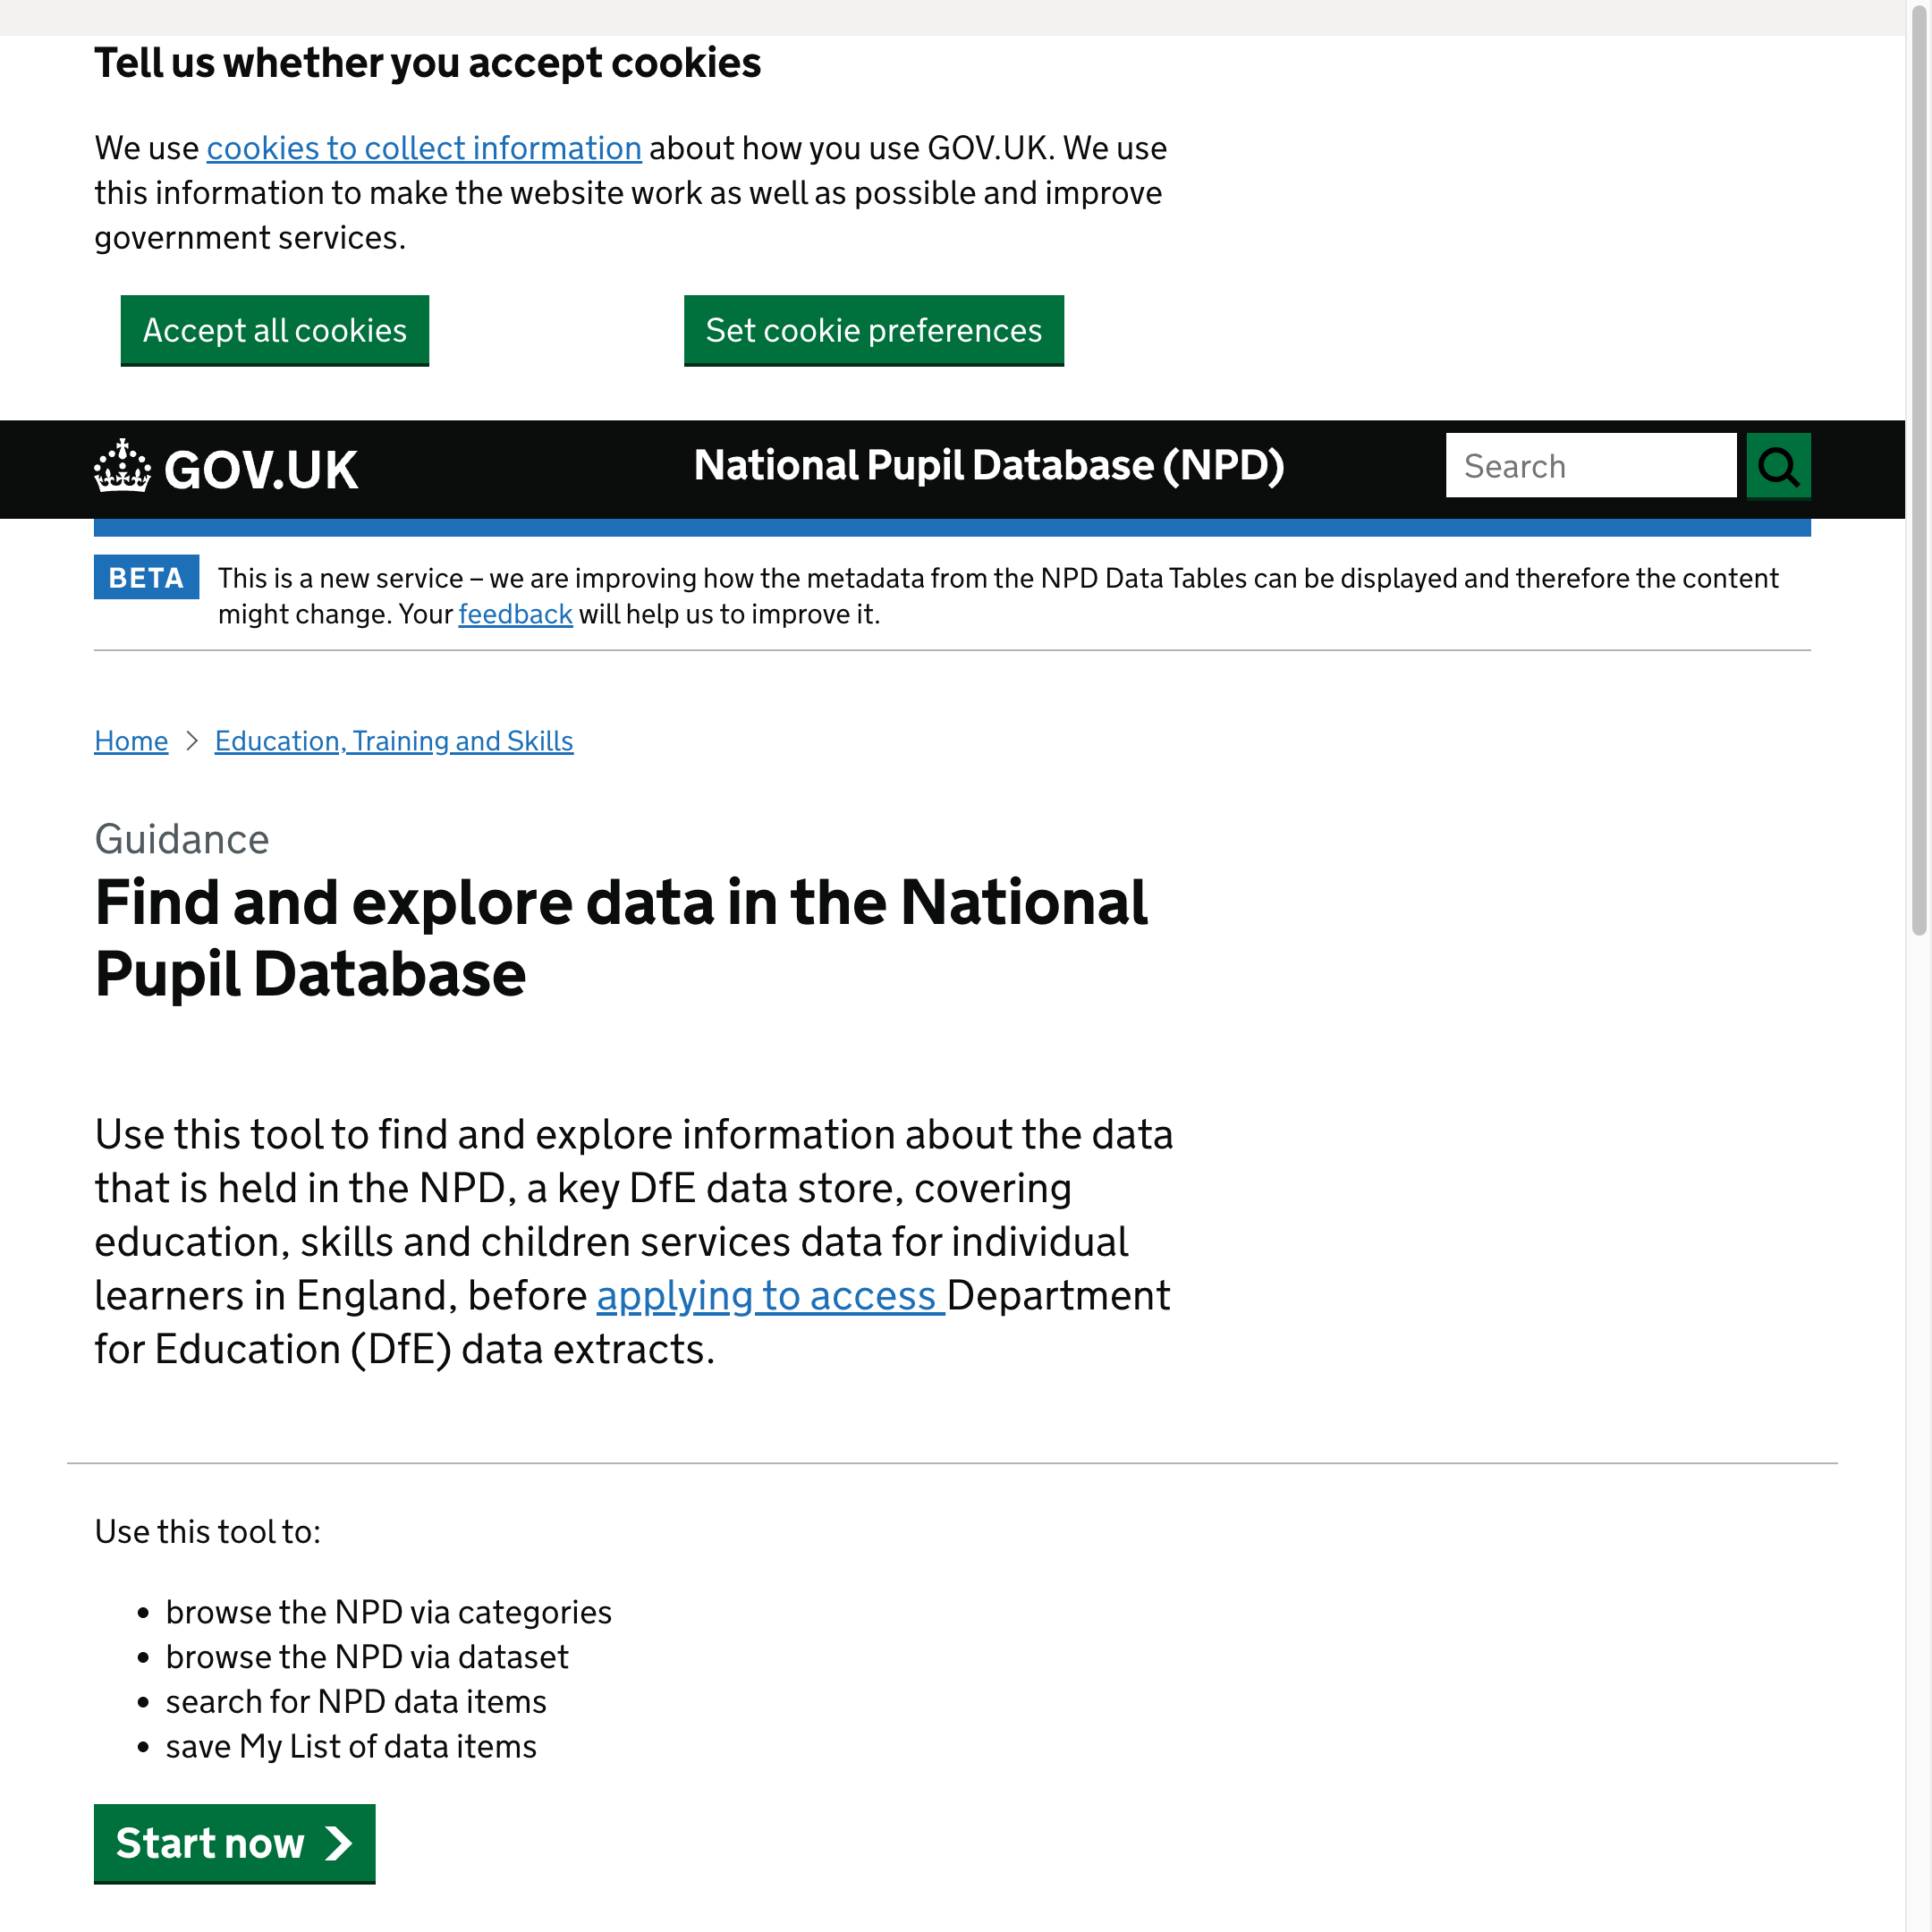 Tell us whether you accept cookies
We use cookies to collect information about how you use GOV.UK. We use
this information to make the website work as well as possible and improve
government services.
Accept all cookies
Set cookie preferences
GOV.UK
National Pupil Database (NPD)
Search
BETA
This is a new service – we are improving how the metadata from the NPD Data Tables can be displayed and therefore the content
might change. Your feedback will help us to improve it.
Home
Education, Training and Skills
Guidance
Find and explore data in the National
Pupil Database
Use this tool to find and explore information about the data
that is held in the NPD, a key DfE data store, covering
education, skills and children services data for individual
learners in England, before applying to access Department
for Education (DfE) data extracts.
Use this tool to:
browse the NPD via categories
browse the NPD via dataset
search for NPD data items
save My List of data items
Start now